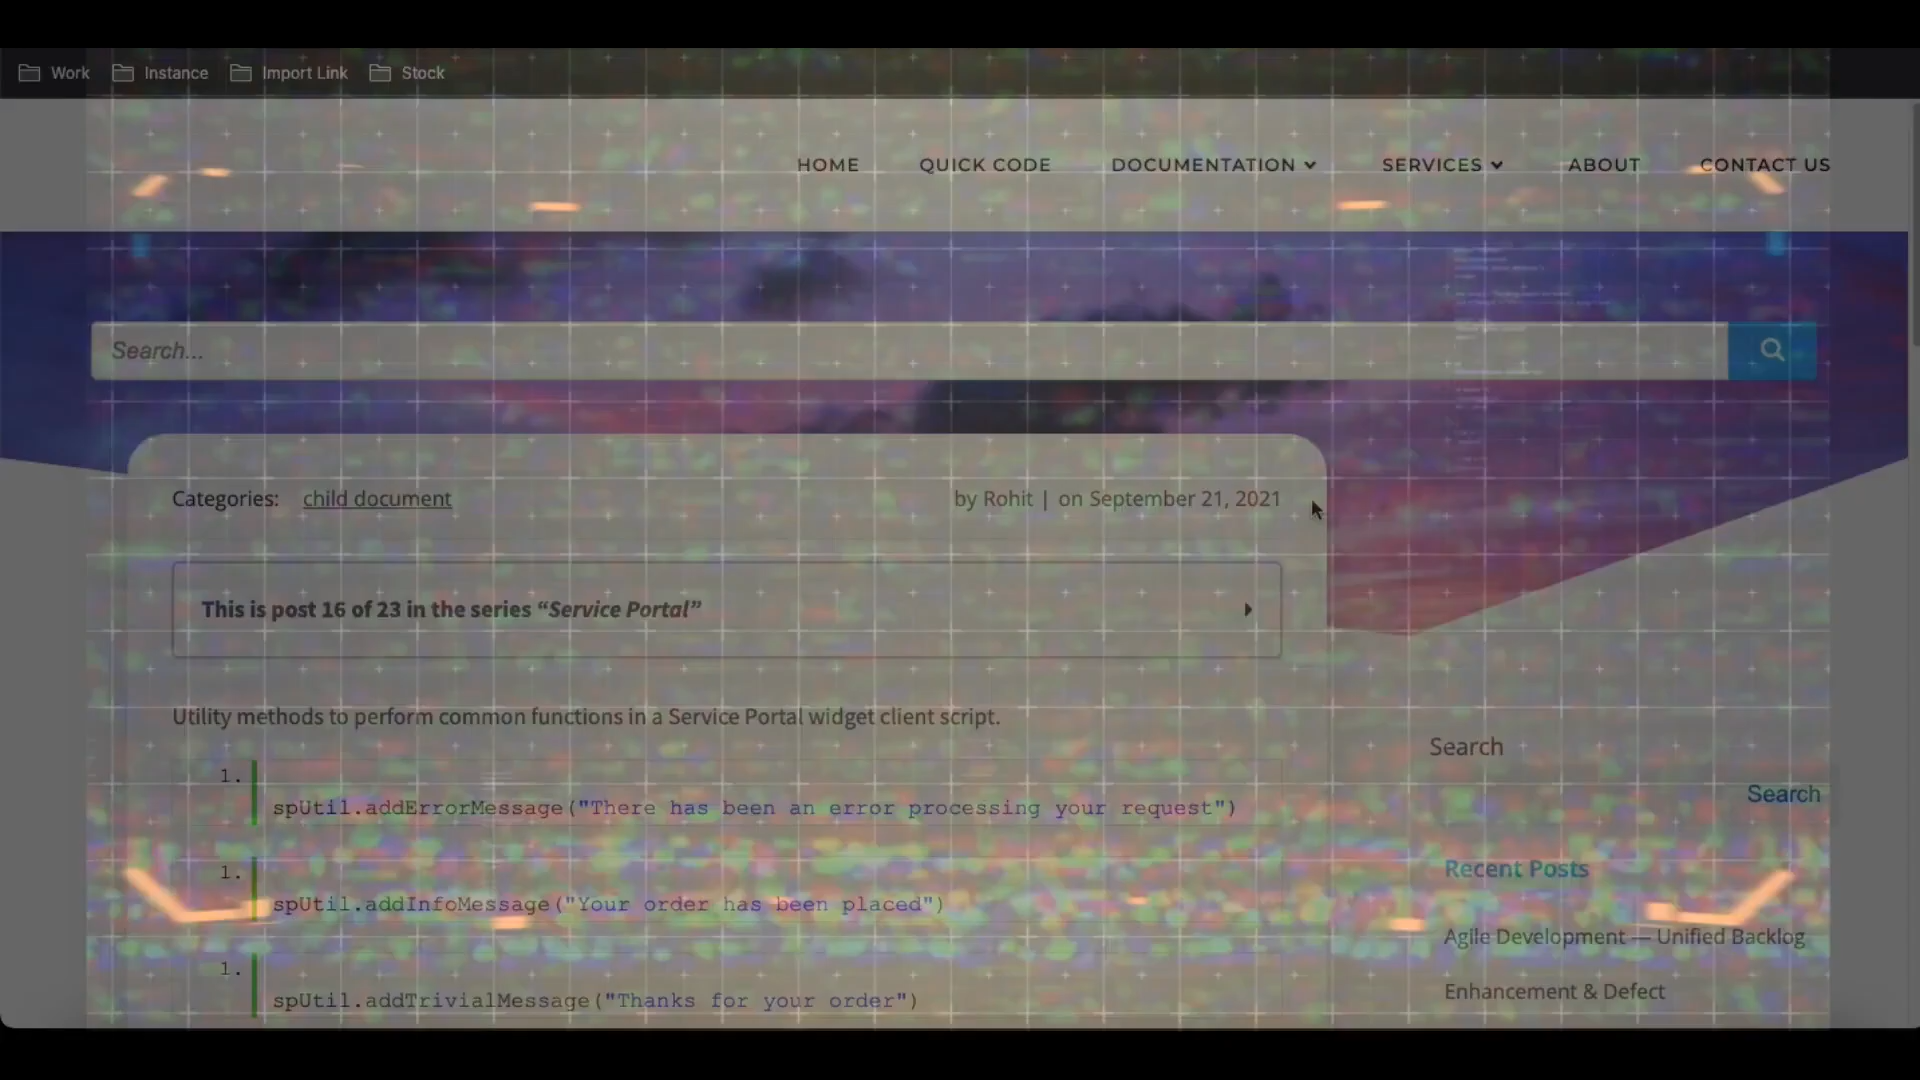 Work Instance Import Link Stock
HOME QUICK CODE DOCUMENTATION SERVICES ABOUT CONTACT US
Search...
Categories: child document by Rohit | on September 21, 2021
This is post 16 of 23 in the series “Service Portal”
Utility methods to perform common functions in a Service Portal widget client script.
1.
spUtil.addErrorMessage("There has been an error processing your request")
1.
spUtil.addInfoMessage("Your order has been placed")
1.
spUtil.addTrivialMessage("Thanks for your order")
Search
Search
Recent Posts
Agile Development — Unified Backlog
Enhancement & Defect